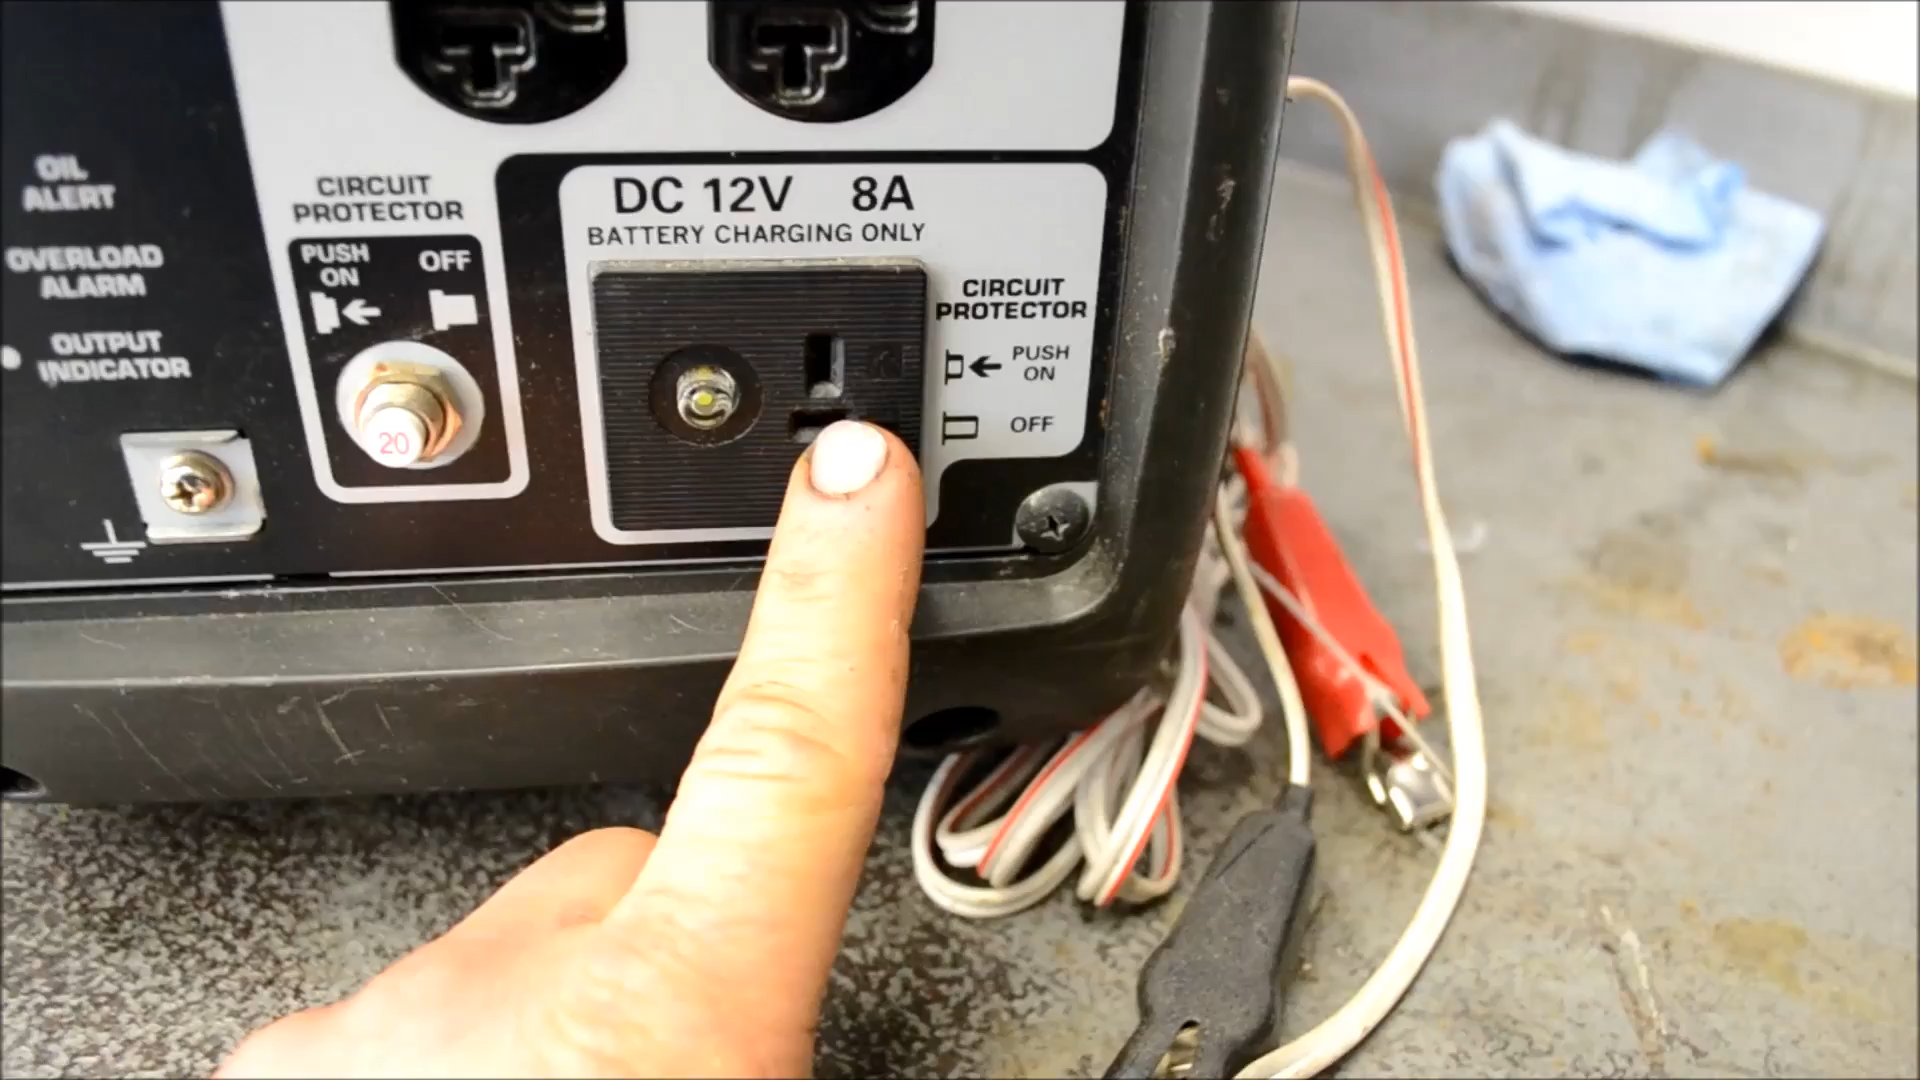 OIL
ALERT
OVERLOAD
ALARM
OUTPUT
INDICATOR
CIRCUIT
PROTECTOR
PUSH
ON
OFF
20
DC 12V 8A
BATTERY CHARGING ONLY
CIRCUIT
PROTECTOR
PUSH
ON
OFF